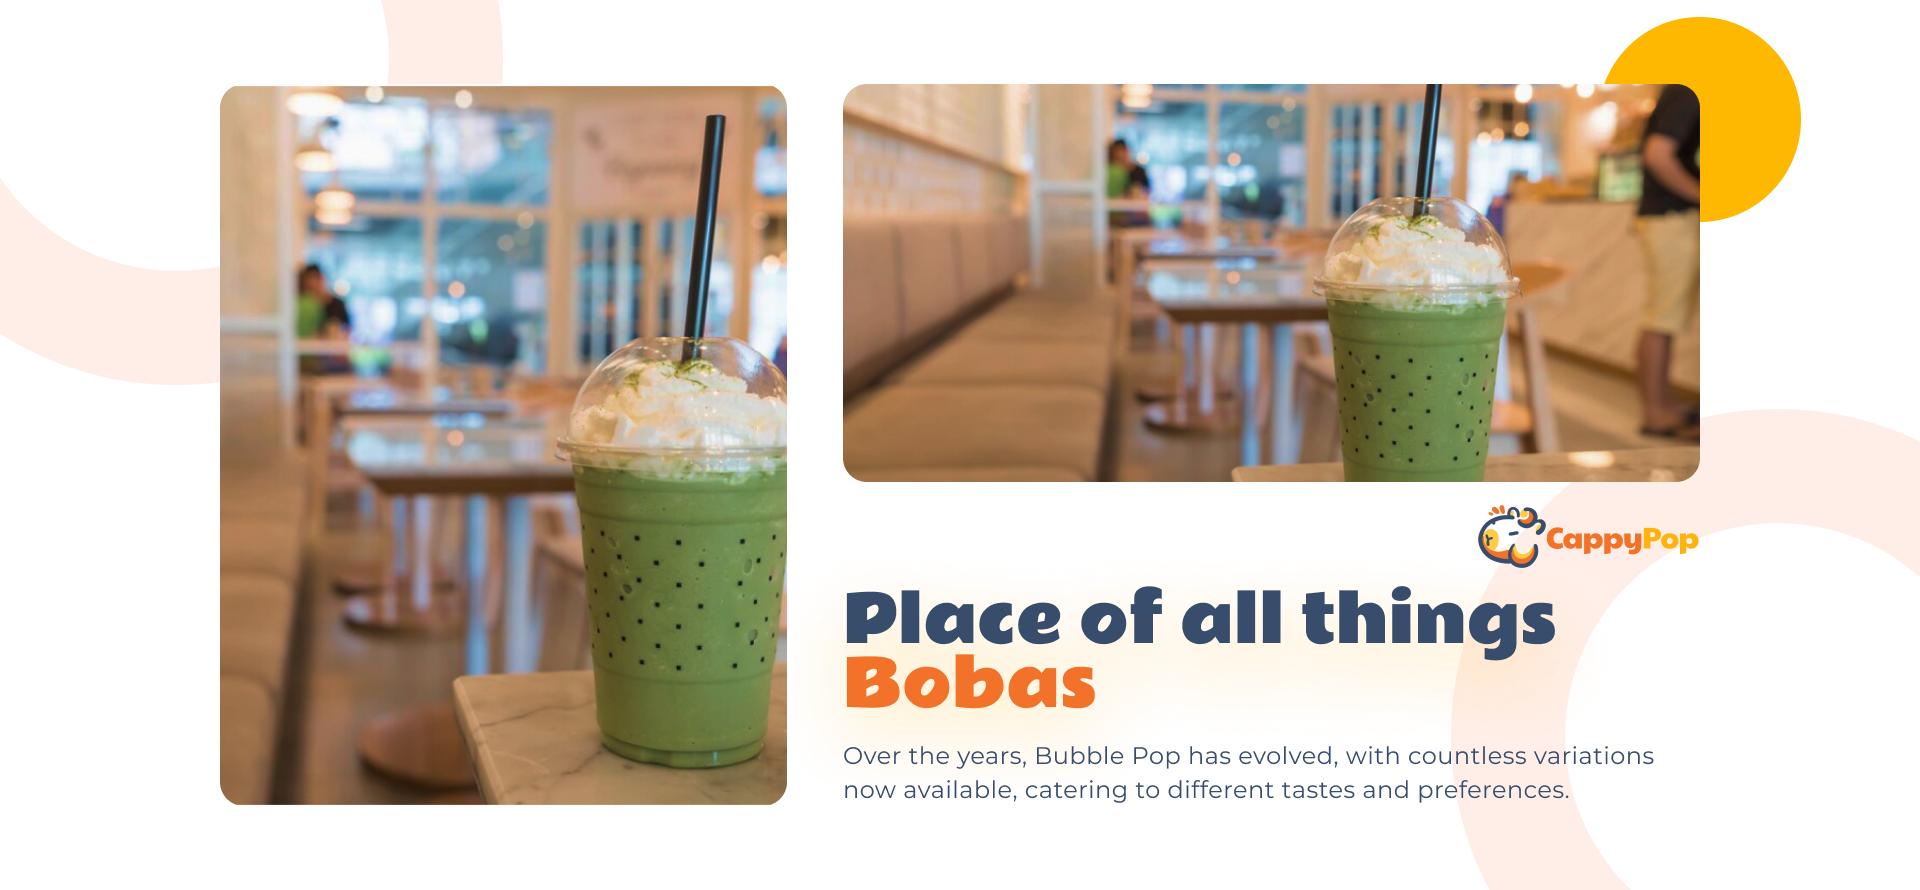 CappyPop
Place of all things
Bobas
Over the years, Bubble Pop has evolved, with countless variations
now available, catering to different tastes and preferences.